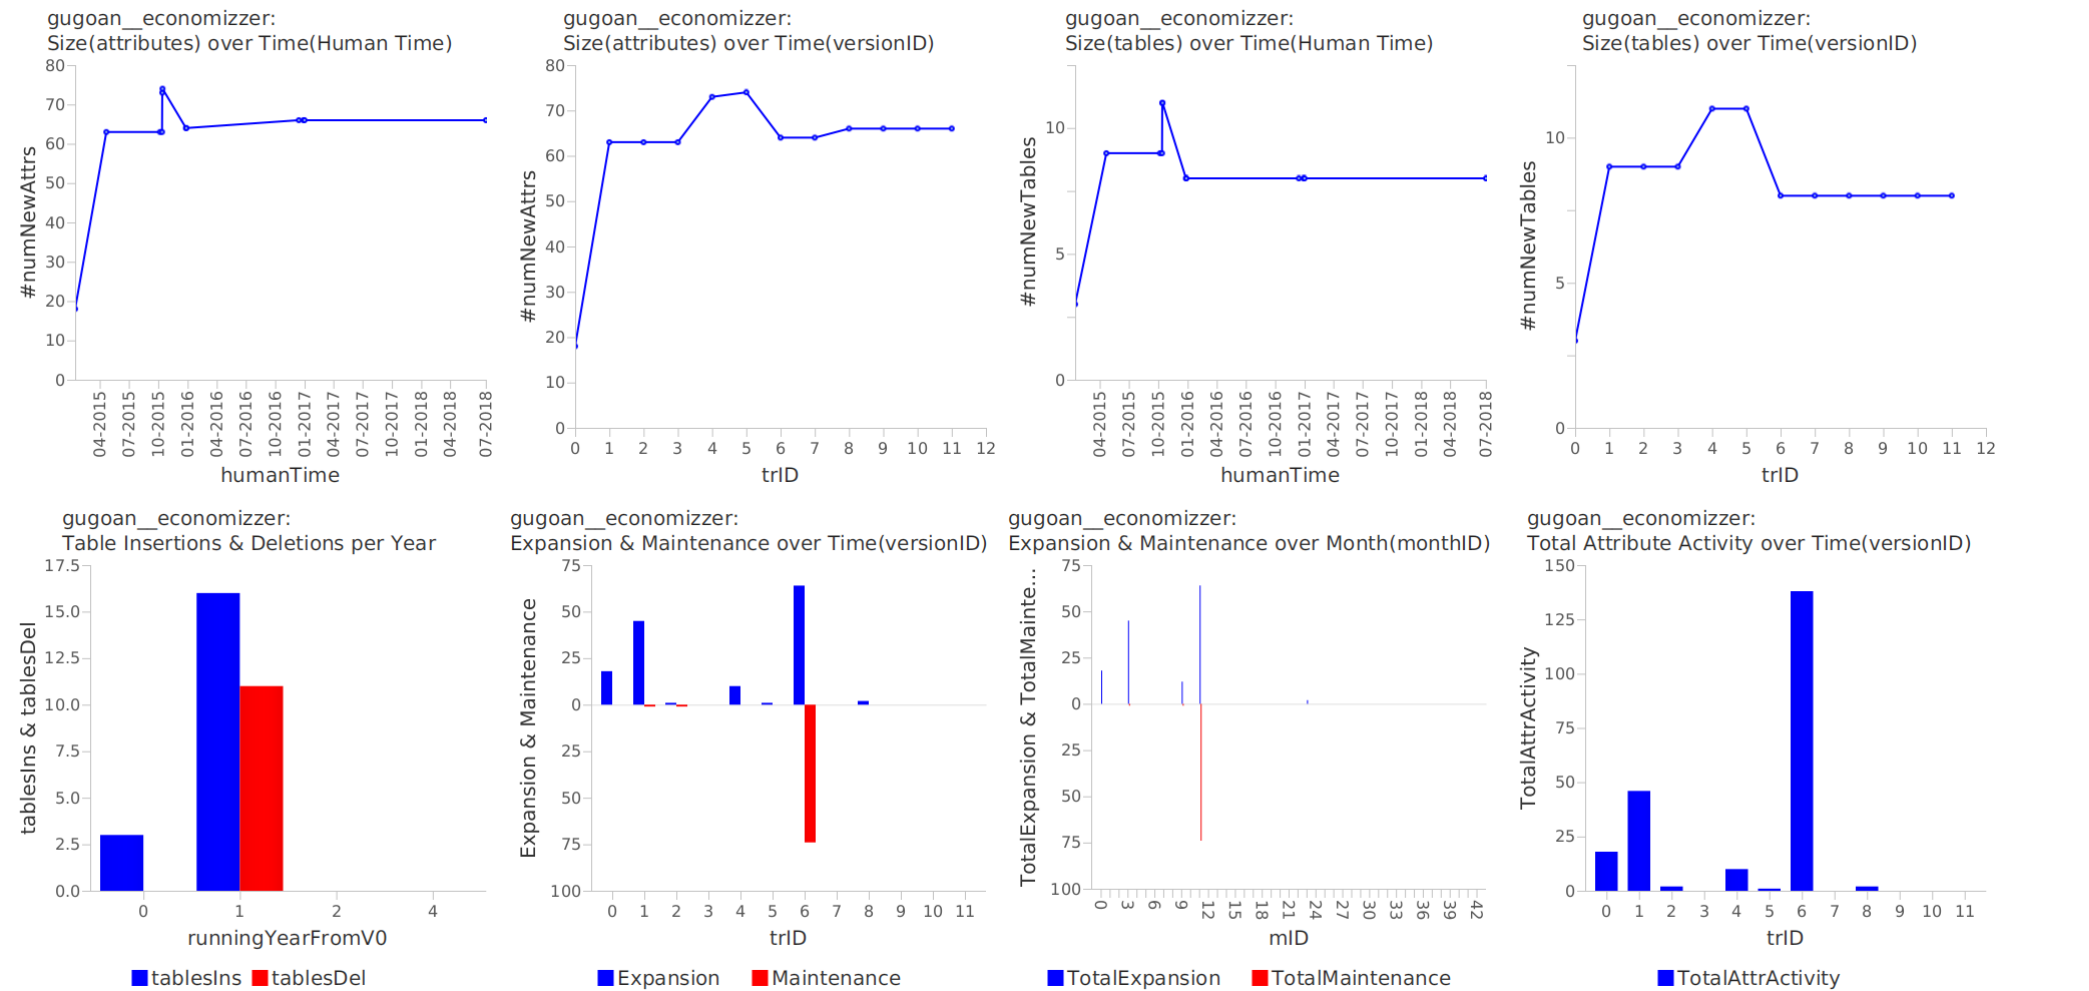 gugoan__economizzer:
Size(attributes) over Time(Human Time)
80
70
60
50
40
30
20
10
0
#numNewAttrs
04-2015
07-2015
10-2015
01-2016
04-2016
07-2016
10-2016
01-2017
04-2017
07-2017
10-2017
01-2018
04-2018
07-2018
humanTime
gugoan__economizzer:
Size(attributes) over Time(versionID)
80
70
60
50
40
30
20
10
0
#numNewAttrs
0 1 2 3 4 5 6 7 8 9 10 11 12
trID
gugoan__economizzer:
Size(tables) over Time(Human Time)
10
5
0
#numNewTables
04-2015
07-2015
10-2015
01-2016
04-2016
07-2016
10-2016
01-2017
04-2017
07-2017
10-2017
01-2018
04-2018
07-2018
humanTime
gugoan__economizzer:
Size(tables) over Time(versionID)
10
5
0
#numNewTables
0 1 2 3 4 5 6 7 8 9 10 11 12
trID
gugoan__economizzer:
Table Insertions & Deletions per Year
17.5
15.0
12.5
10.0
7.5
5.0
2.5
0.0
tablesIns & tablesDel
0 1 2 4
runningYearFromV0
tablesIns tablesDel
gugoan__economizzer:
Expansion & Maintenance over Time(versionID)
75
50
25
0
25
50
75
100
Expansion & Maintenance
0 1 2 3 4 5 6 7 8 9 10 11
trID
Expansion Maintenance
gugoan__economizzer:
Expansion & Maintenance over Month(monthID)
75
50
25
0
25
50
75
100
TotalExpansion & TotalMainte...
0 3 6 9 12 15 18 21 24 27 30 33 36 39 42
mID
TotalExpansion TotalMaintenance
gugoan__economizzer:
Total Attribute Activity over Time(versionID)
150
125
100
75
50
25
0
TotalAttrActivity
0 1 2 3 4 5 6 7 8 9 10 11
trID
TotalAttrActivity